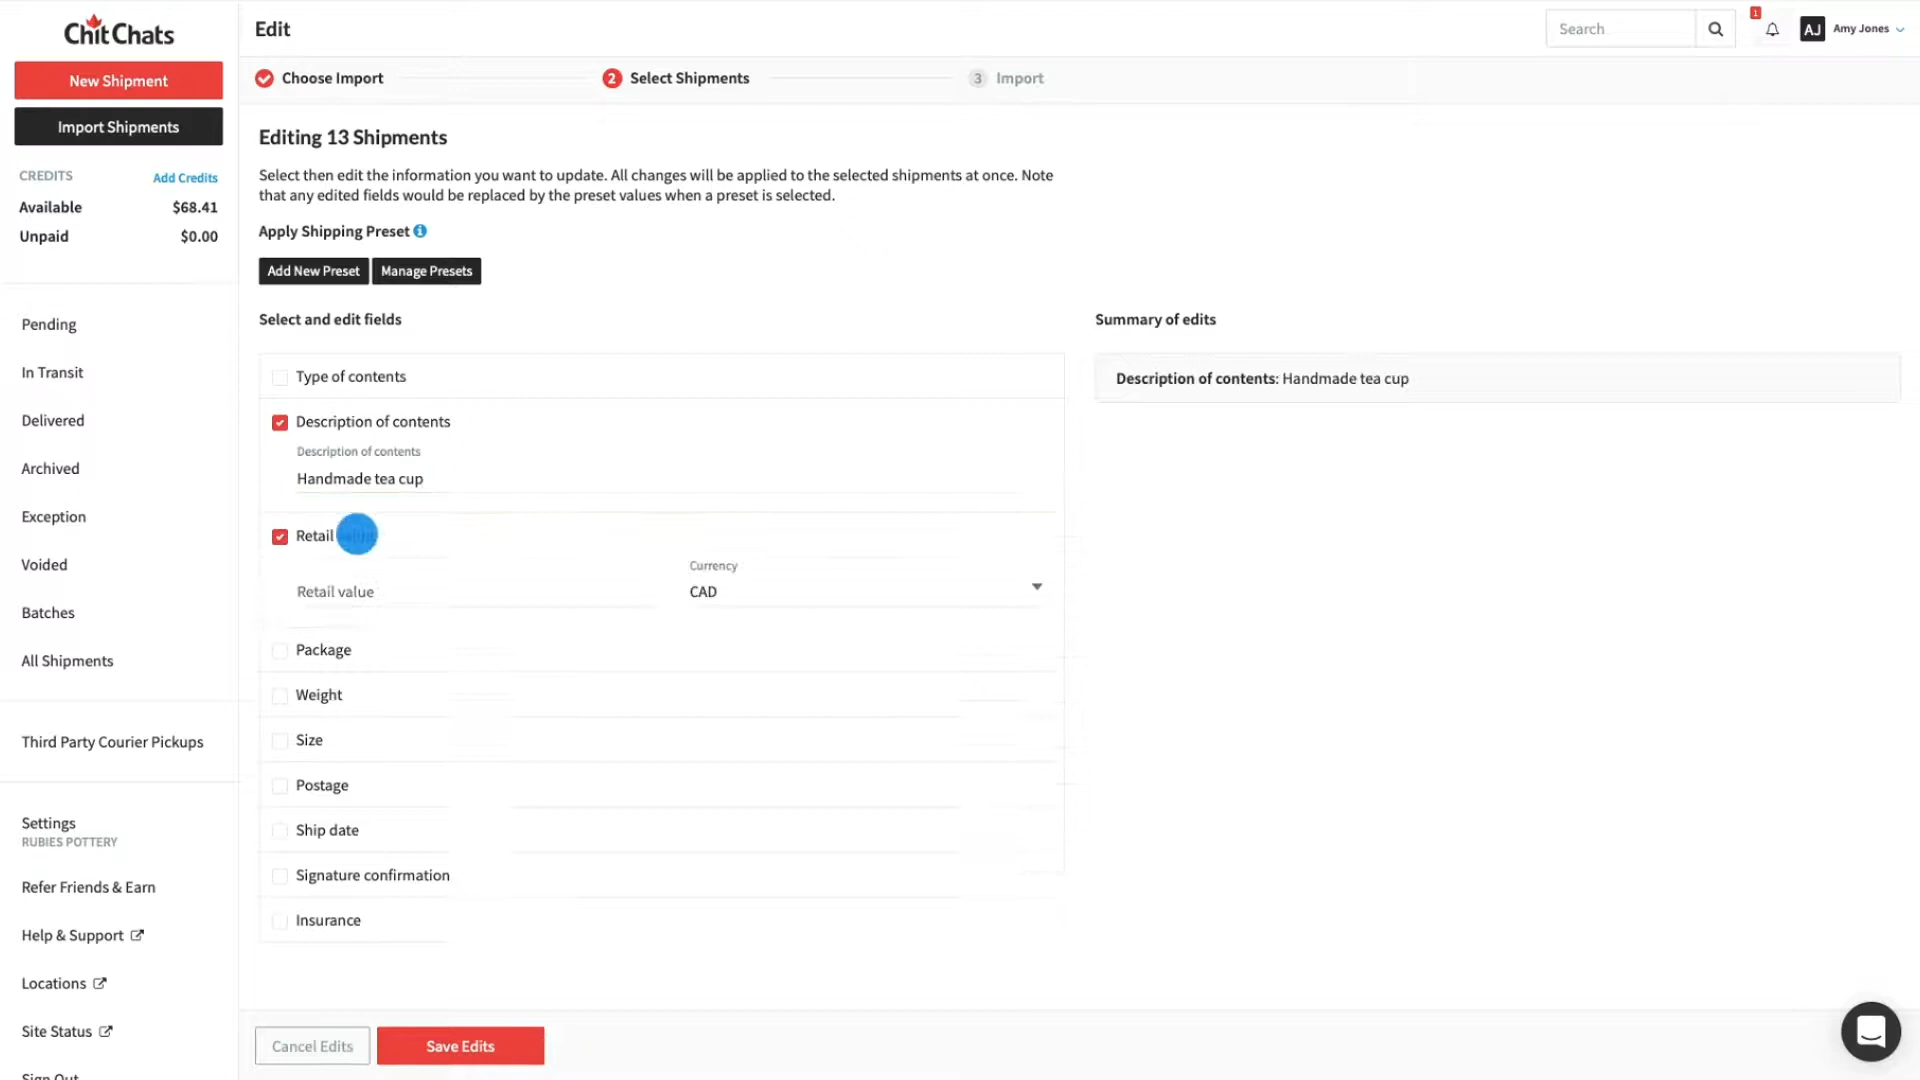 ChitChats
Edit
Search
1
AJ
Amy Jones
New Shipment
Import Shipments
Choose Import
2 Select Shipments
3 Import
CREDITS
Add Credits
Available $68.41
Unpaid $0.00
Editing 13 Shipments
Select then edit the information you want to update. All changes will be applied to the selected shipments at once. Note
that any edited fields would be replaced by the preset values when a preset is selected.
Apply Shipping Preset
Add New Preset
Manage Presets
Select and edit fields
Summary of edits
Pending
In Transit
Delivered
Archived
Exception
Voided
Batches
All Shipments
Third Party Courier Pickups
Settings
RUBIES POTTERY
Refer Friends & Earn
Help & Support
Locations
Site Status
Sign Out
Type of contents
Description of contents
Description of contents
Handmade tea cup
Retail
Retail value
Currency
CAD
Package
Weight
Size
Postage
Ship date
Signature confirmation
Insurance
Description of contents: Handmade tea cup
Cancel Edits
Save Edits